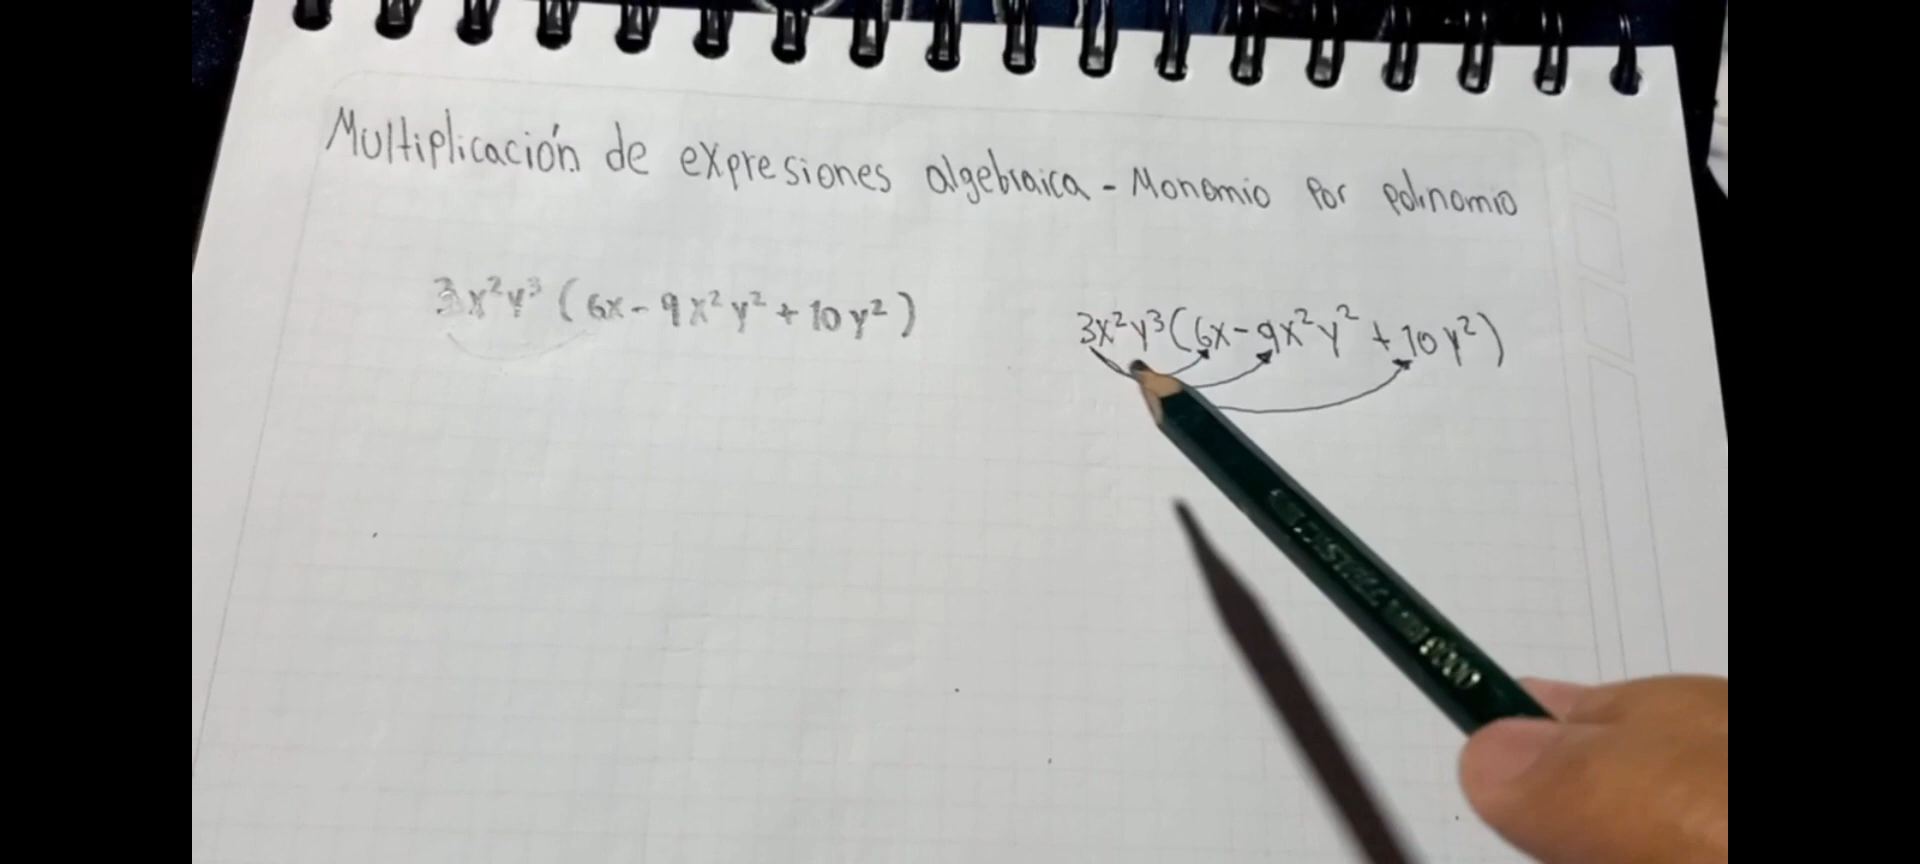 Multiplicación de expresiones algebraica - Monomio por polinomio
3x²y³ (6x - 9x²y² + 10y²)
3x²y³(6x - 9x²y² + 10y²)